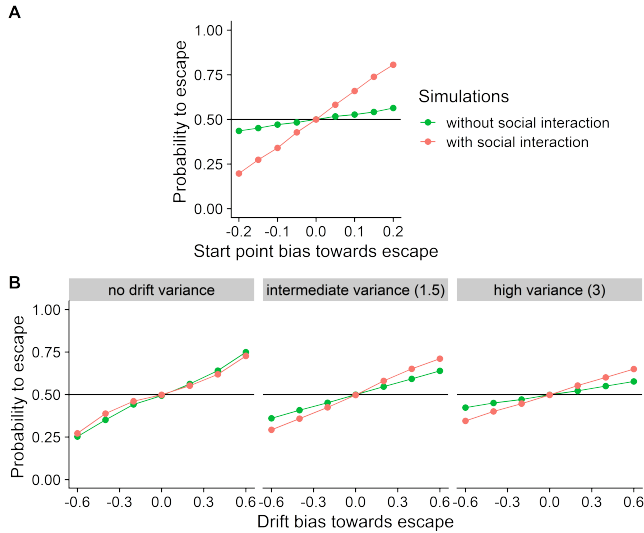 A
Probability to escape
1.00
0.75
0.50
0.25
0.00
-0.2 -0.1 0.0 0.1 0.2
Start point bias towards escape
Simulations
without social interaction
with social interaction
B
no drift variance
intermediate variance (1.5)
high variance (3)
Probability to escape
1.00
0.75
0.50
0.25
0.00
-0.6 -0.3 0.0 0.3 0.6
-0.6 -0.3 0.0 0.3 0.6
-0.6 -0.3 0.0 0.3 0.6
Drift bias towards escape